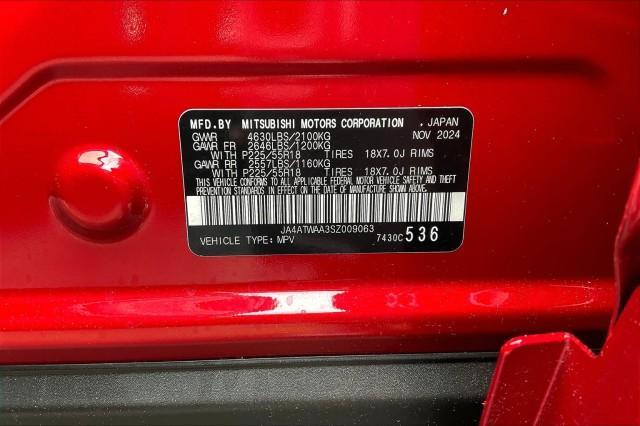 MFD.BY MITSUBISHI MOTORS CORPORATION , JAPAN
GVWR 4630LBS/2100KG NOV 2024
GAWR FR 2646LBS/1200KG
WITH P225/55R18 TIRES 18X7.0J RIMS
GAWR RR 2557LBS/1160KG
WITH P225/55R18 TIRES 18X7.0J RIMS
THIS VEHICLE CONFORMS TO ALL APPLICABLE FEDERAL MOTOR VEHICLE SAFETY AND THEFT
PREVENTION STANDARDS IN EFFECT ON THE DATE OF MANUFACTURE SHOWN ABOVE.
JA4ATWAA3SZ009063
VEHICLE TYPE: MPV 7430C 536